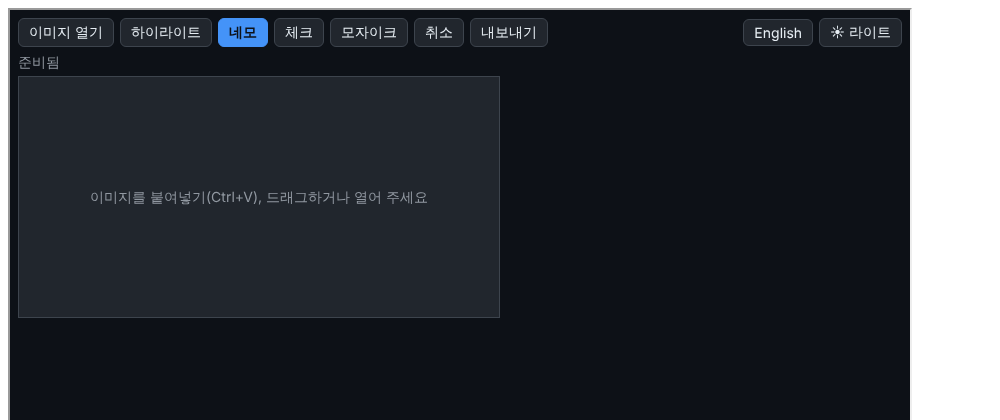 이미지 열기 하이라이트 네모 체크 모자이크 취소 내보내기 English ☀ 라이트
준비됨
이미지를 붙여넣기(Ctrl+V), 드래그하거나 열어 주세요